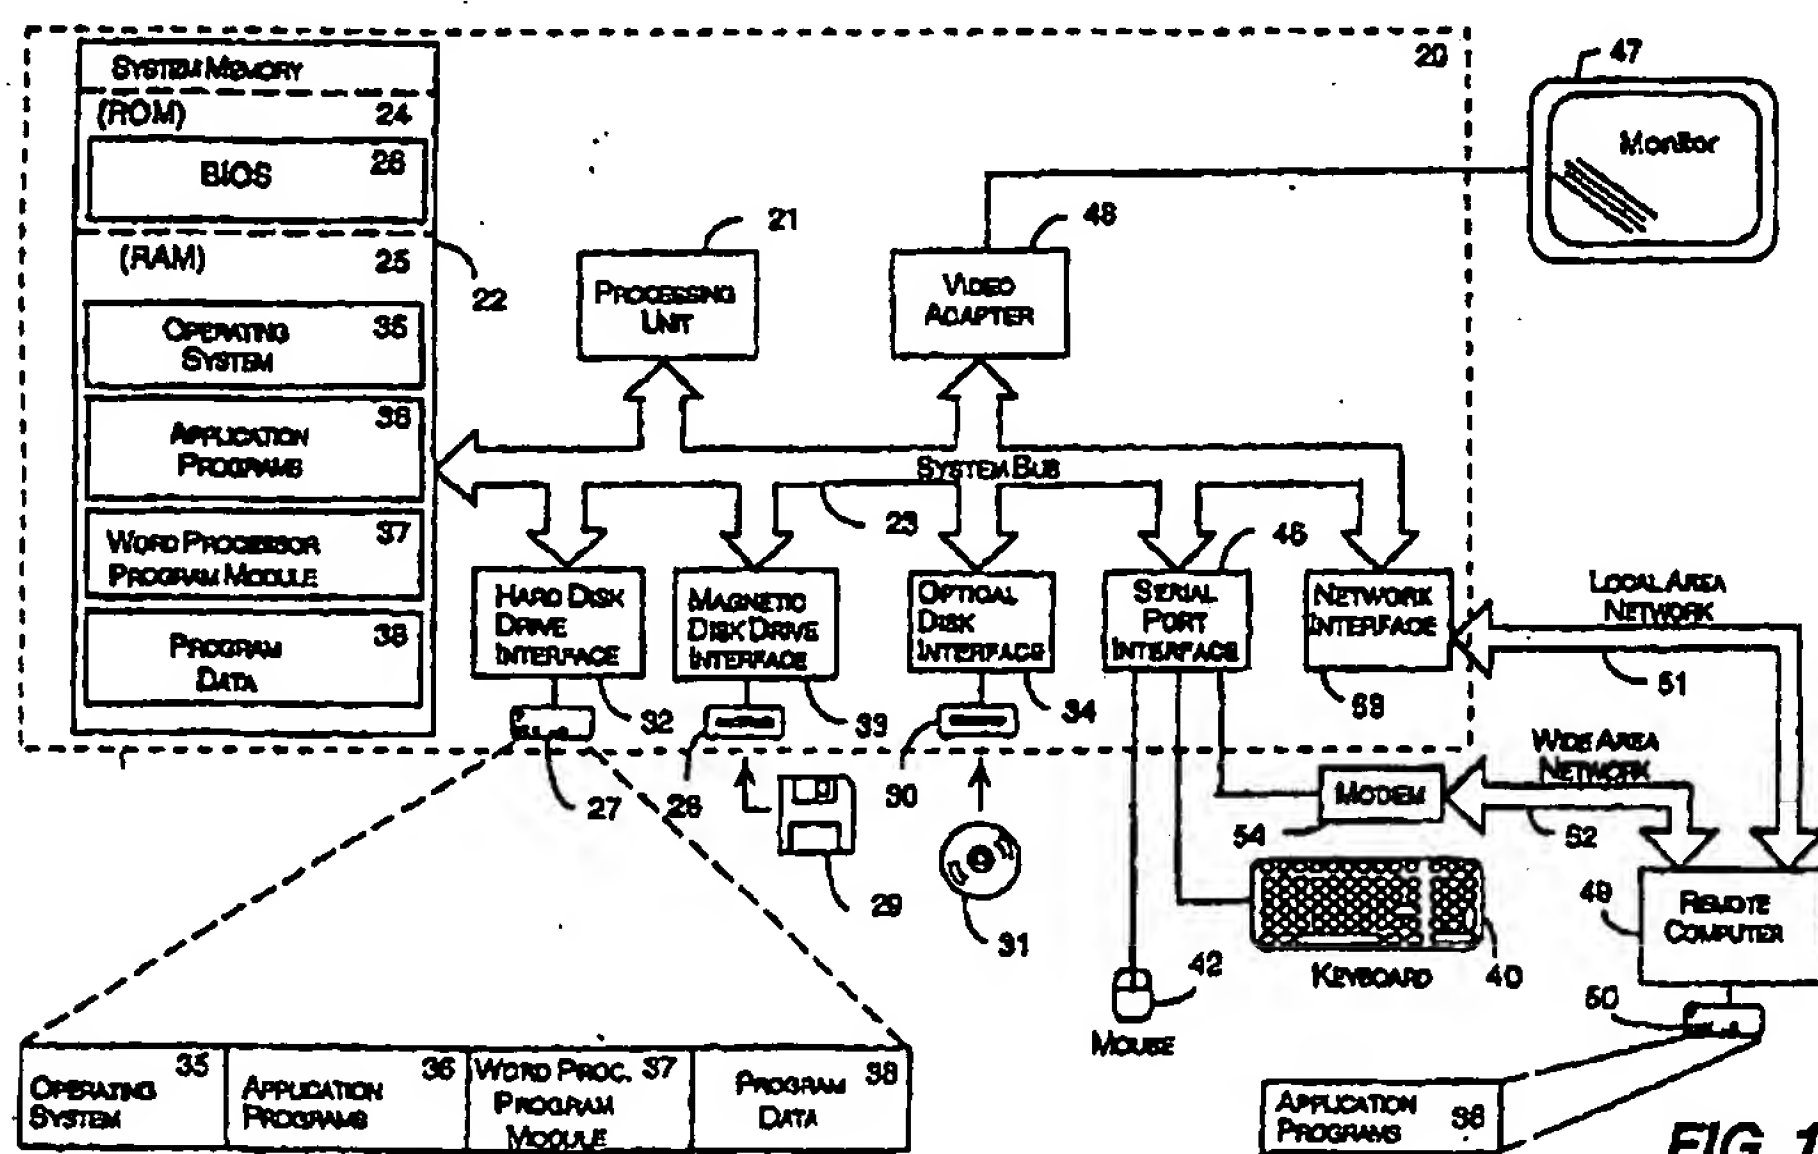 SYSTEM MEMORY
(ROM) 24
BIOS 26
(RAM) 25
22
OPERATING 35
SYSTEM
APPLICATION 36
PROGRAMS
WORD PROCESSOR 37
PROGRAM MODULE
PROGRAM 38
DATA
20
47
Monitor
21
PROCESSING
UNIT
48
VIDEO
ADAPTER
SYSTEM BUS
23
HARD DISK
DRIVE
INTERFACE
32
MAGNETIC
DISK DRIVE
INTERFACE
33
OPTICAL
DISK
INTERFACE
34
46
SERIAL
PORT
INTERFACE
NETWORK
INTERFACE
53
LOCAL AREA
NETWORK
51
WIDE AREA
NETWORK
52
MODEM
54
27
28
29
30
31
42
MOUSE
KEYBOARD
40
49
REMOTE
COMPUTER
50
OPERATING 35
SYSTEM
APPLICATION 36
PROGRAMS
WORD PROC. 37
PROGRAM
MODULE
PROGRAM 38
DATA
APPLICATION 36
PROGRAMS
FIG. 1